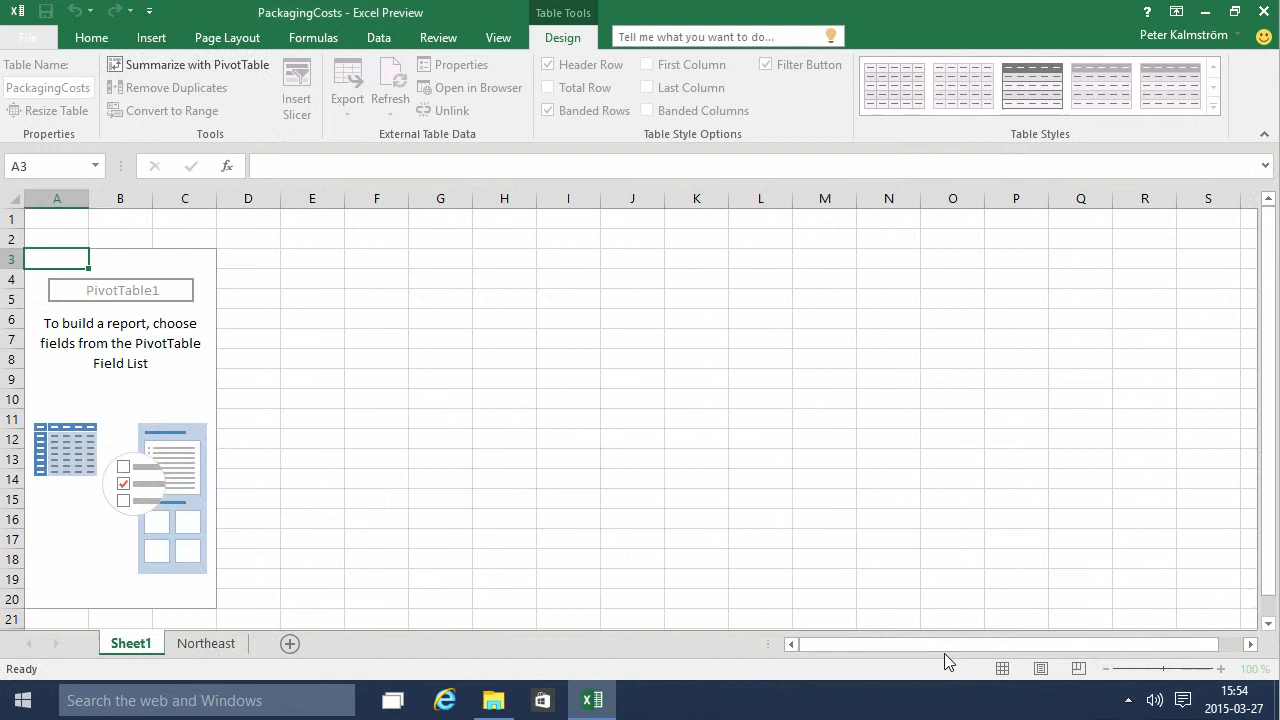 PackagingCosts - Excel Preview
Table Tools
?
File
Home
Insert
Page Layout
Formulas
Data
Review
View
Design
Tell me what you want to do...
Peter Kalmström
Table Name:
PackagingCosts
Resize Table
Properties
Summarize with PivotTable
Remove Duplicates
Convert to Range
Tools
Insert
Slicer
Export
Refresh
Properties
Open in Browser
Unlink
External Table Data
Header Row
Total Row
Banded Rows
First Column
Last Column
Banded Columns
Filter Button
Table Style Options
Table Styles
A3
fx
A B C D E F G H I J K L M N O P Q R S
1
2
3
4
5
6
7
8
9
10
11
12
13
14
15
16
17
18
19
20
21
PivotTable1
To build a report, choose
fields from the PivotTable
Field List
Sheet1
Northeast
Ready
100 %
Search the web and Windows
15:54
2015-03-27